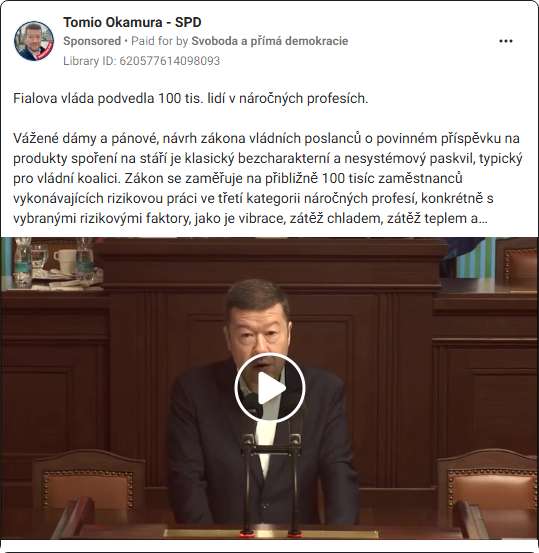 Tomio Okamura - SPD
Sponsored • Paid for by Svoboda a přímá demokracie
Library ID: 620577614098093
Fialova vláda podvedla 100 tis. lidí v náročných profesích.
Vážené dámy a pánové, návrh zákona vládních poslanců o povinném příspěvku na
produkty spoření na stáří je klasický bezcharakterní a nesystémový paskvil, typický
pro vládní koalici. Zákon se zaměřuje na přibližně 100 tisíc zaměstnanců
vykonávajících rizikovou práci ve třetí kategorii náročných profesí, konkrétně s
vybranými rizikovými faktory, jako je vibrace, zátěž chladem, zátěž teplem a…